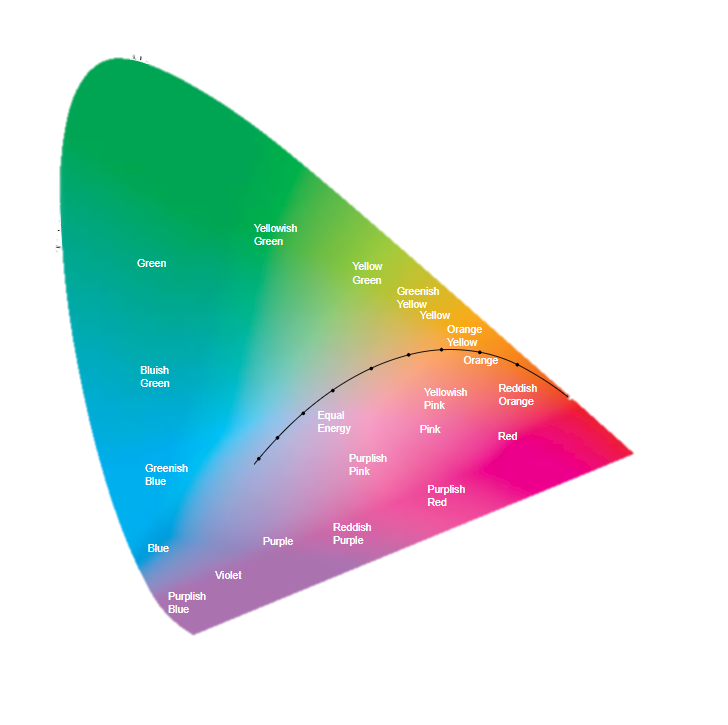 Yellowish
Green
Green
Yellow
Green
Greenish
Yellow
Yellow
Orange
Yellow
Orange
Bluish
Green
Yellowish
Pink
Reddish
Orange
Equal
Energy
Pink
Red
Purplish
Pink
Greenish
Blue
Purplish
Red
Reddish
Purple
Purple
Blue
Violet
Purplish
Blue